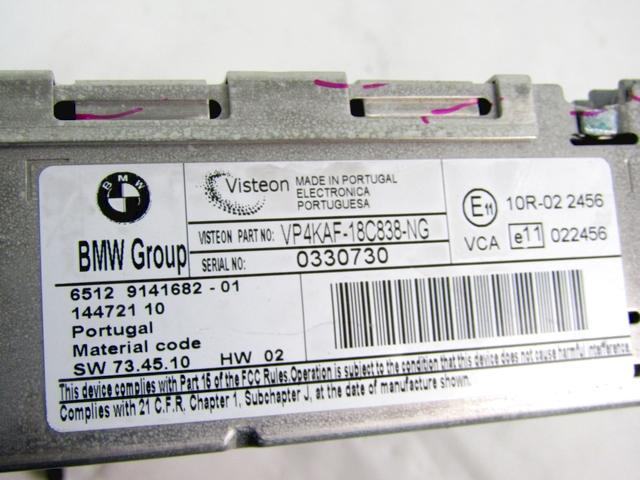 BMW
BMW Group
Visteon
MADE IN PORTUGAL
ELECTRONICA
PORTUGUESA
VISTEON PART NO: VP4KAF-18C838-NG
SERIAL NO: 0330730
E11 10R-02 2456
VCA e11 022456
6512 9141682 - 01
144721 10
Portugal
Material code
SW 73.45.10 HW 02
This device complies with Part 16 of the FCC Rules.Operation is subject to the condition that this device does not cause harmful interference
Complies with 21 C.F.R. Chapter 1, Subchapter J, at the date of manufacture shown.